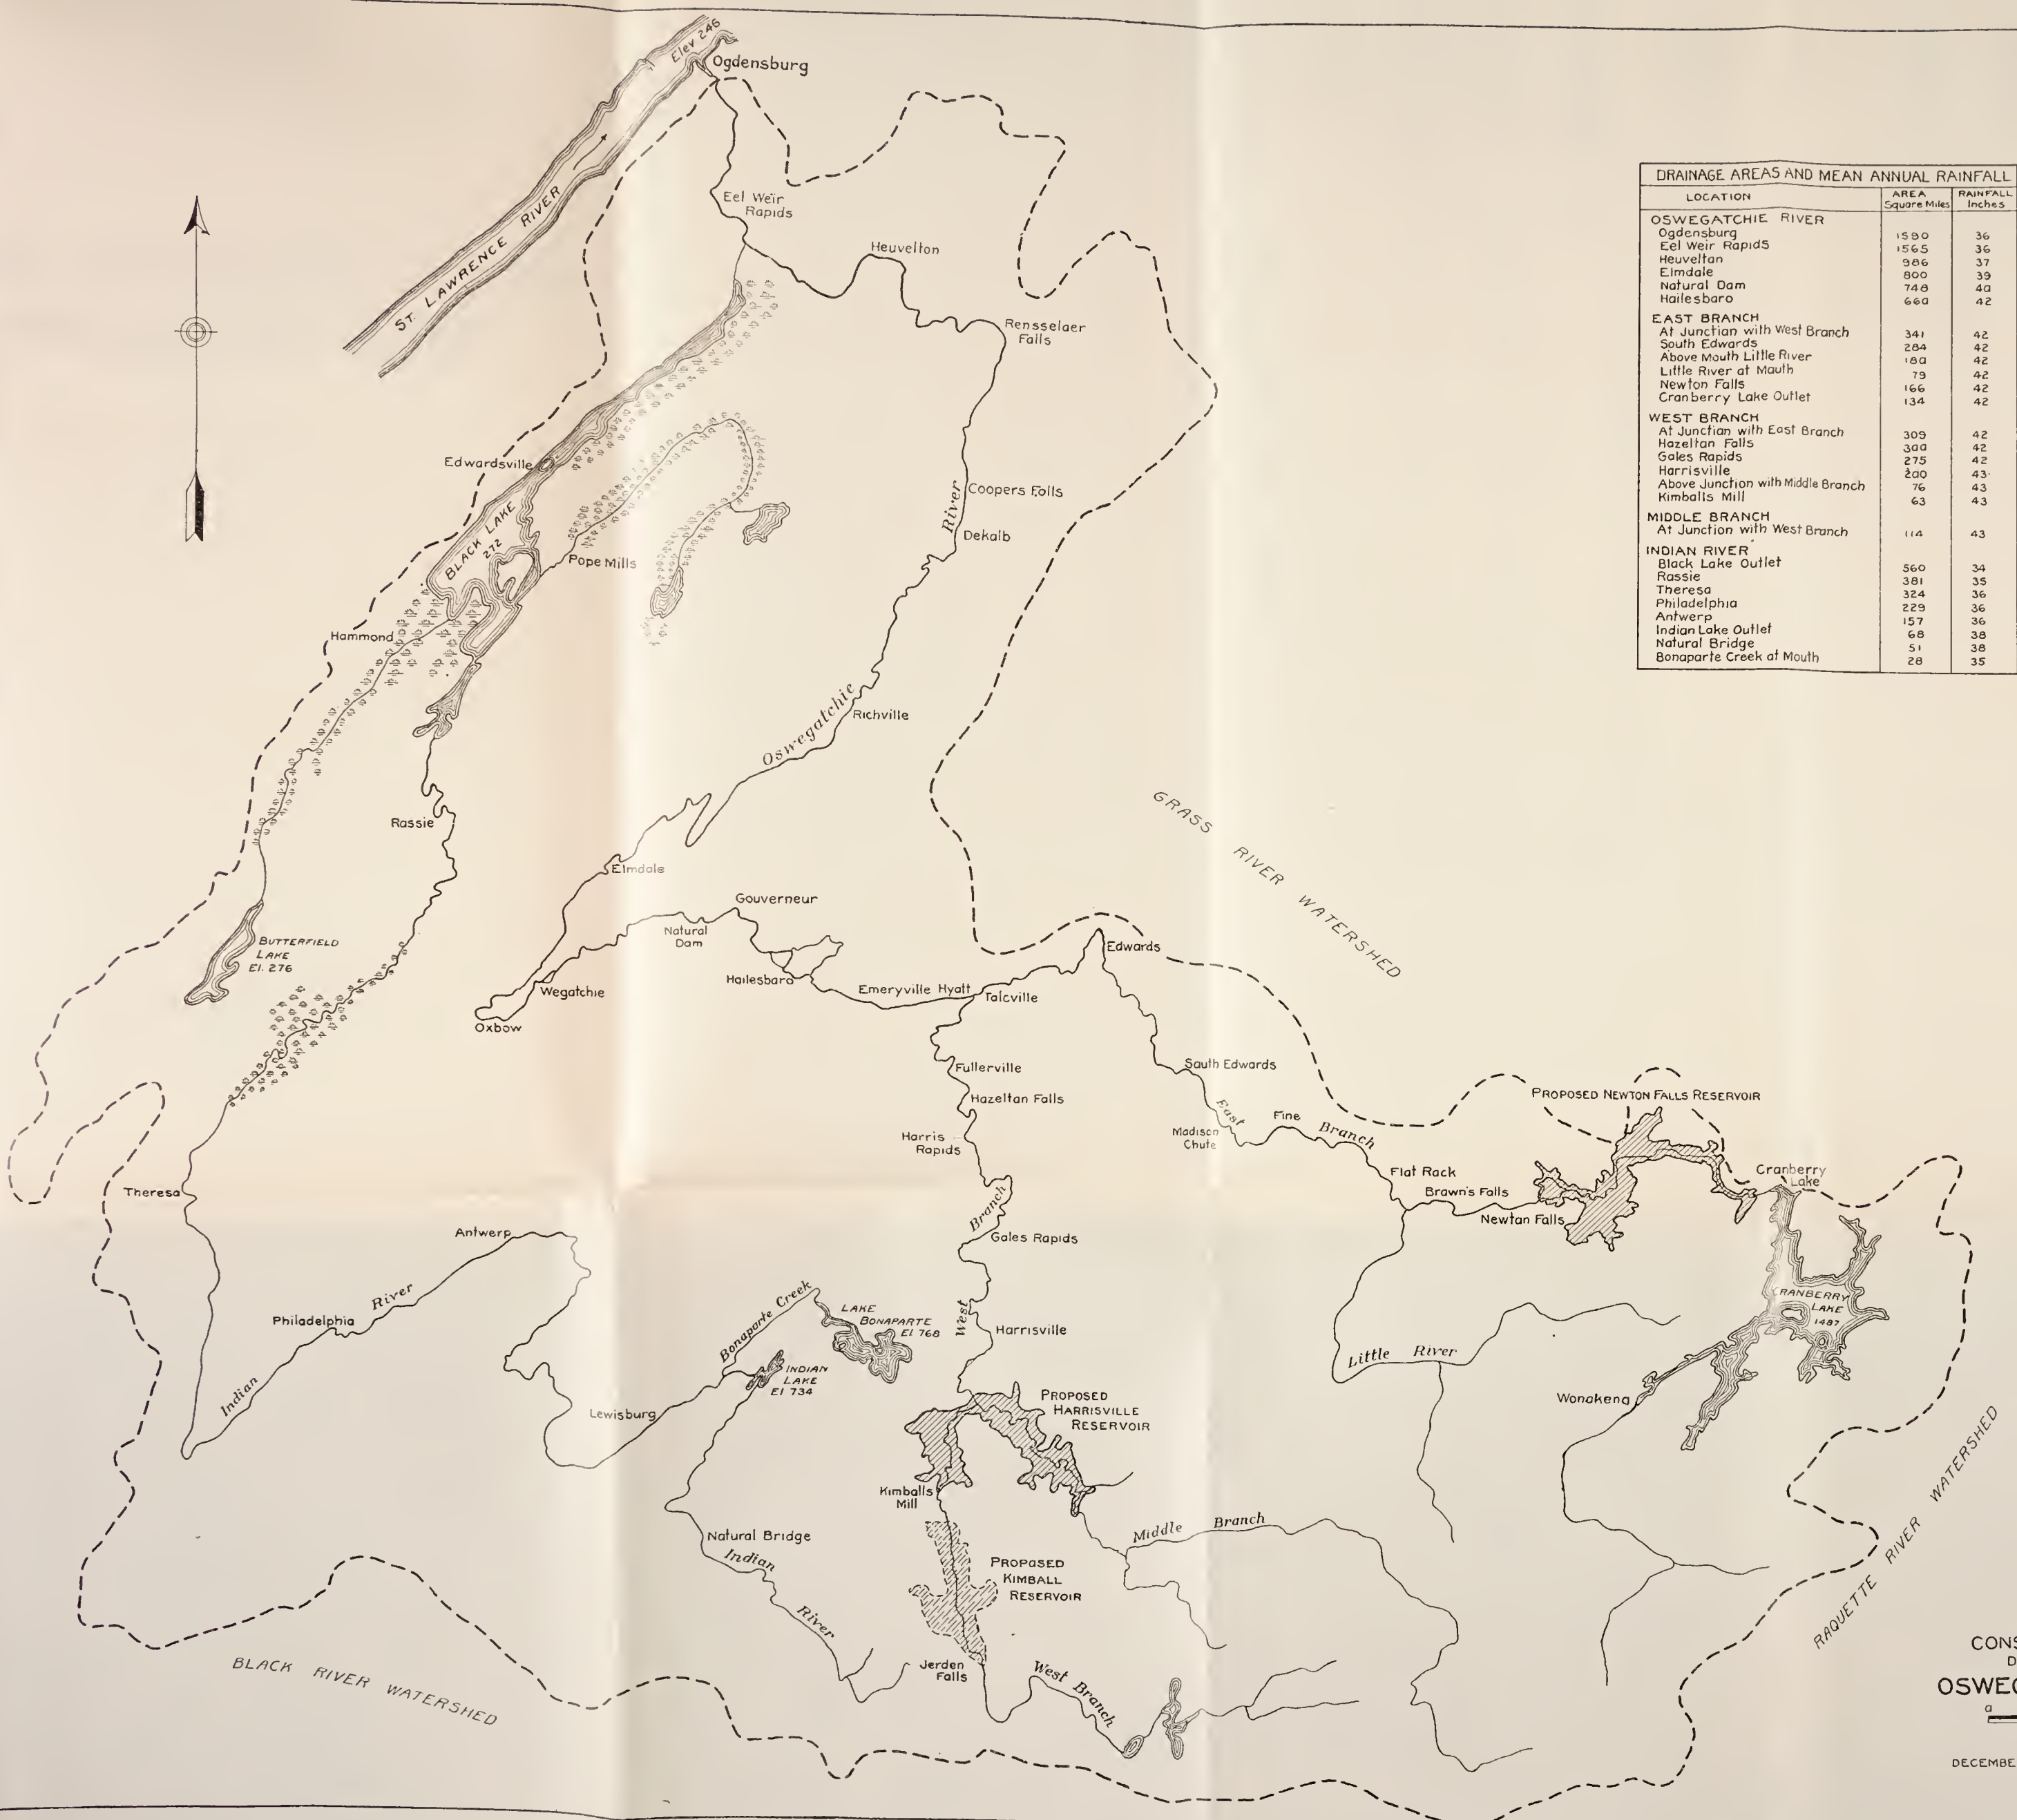 Elev 246
Ogdensburg
ST. LAWRENCE RIVER
Eel Weir
Rapids
Heuvelton
Rensselaer
Falls
Edwardsville
BLACK LAKE
272
Pope Mills
River
Coopers Falls
Dekalb
Hammond
Oswegatchie
Richville
Rassie
Elmdale
GRASS RIVER WATERSHED
BUTTERFIELD
LAKE
El. 276
Gouverneur
Natural
Dam
Hailesboro
Wegatchie
Oxbow
Emeryville Hyatt
Talcville
Edwards
Fullerville
Hazeltan Falls
Harris
Rapids
Sauth Edwards
East Branch
Fine
Madison
Chute
Flat Rack
Brawn's Falls
Newtan Falls
PROPOSED NEWTON FALLS RESERVOIR
Cranberry
Lake
Theresa
Antwerp
Branch
Gales Rapids
Philadelphia
Indian River
Bonaparte Creek
LAKE
BONAPARTE
El 768
West
Harrisville
INDIAN
LAKE
El 734
Lewisburg
Little River
CRANBERRY
LAKE
1487
Wonakena
PROPOSED
HARRISVILLE
RESERVOIR
Kimballs
Mill
Natural Bridge
Indian
River
Middle Branch
PROPOSED
KIMBALL
RESERVOIR
Jerden
Falls
West Branch
BLACK RIVER WATERSHED
RAQUETTE RIVER WATERSHED
DRAINAGE AREAS AND MEAN ANNUAL RAINFALL
LOCATION AREA Square Miles RAINFALL Inches
OSWEGATCHIE RIVER
Ogdensburg 1590 36
Eel Weir Rapids 1565 36
Heuveltan 986 37
Elmdale 800 39
Natural Dam 748 40
Hailesboro 660 42
EAST BRANCH
At Junction with West Branch 341 42
South Edwards 284 42
Above Mouth Little River 180 42
Little River at Mauth 79 42
Newton Falls 166 42
Cranberry Lake Outlet 134 42
WEST BRANCH
At Junctian with East Branch 309 42
Hazeltan Falls 300 42
Gales Rapids 275 42
Harrisville 200 43
Above Junction with Middle Branch 76 43
Kimballs Mill 63 43
MIDDLE BRANCH
At Junction with West Branch 114 43
INDIAN RIVER
Black Lake Outlet 560 34
Rassie 381 35
Theresa 324 36
Philadelphia 229 36
Antwerp 157 36
Indian Lake Outlet 68 38
Natural Bridge 51 38
Bonaparte Creek at Mouth 28 35
CONS
D
OSWEG
0
DECEMBE